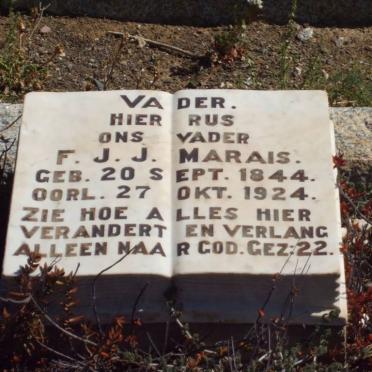 VADER.
HIER RUS
ONS VADER
F. J. J. MARAIS.
GEB. 20 SEPT. 1844.
OORL. 27 OKT. 1924.
ZIE HOE ALLES HIER
VERANDERT EN VERLANG
ALLEEN NAAR GOD. GEZ: 22.